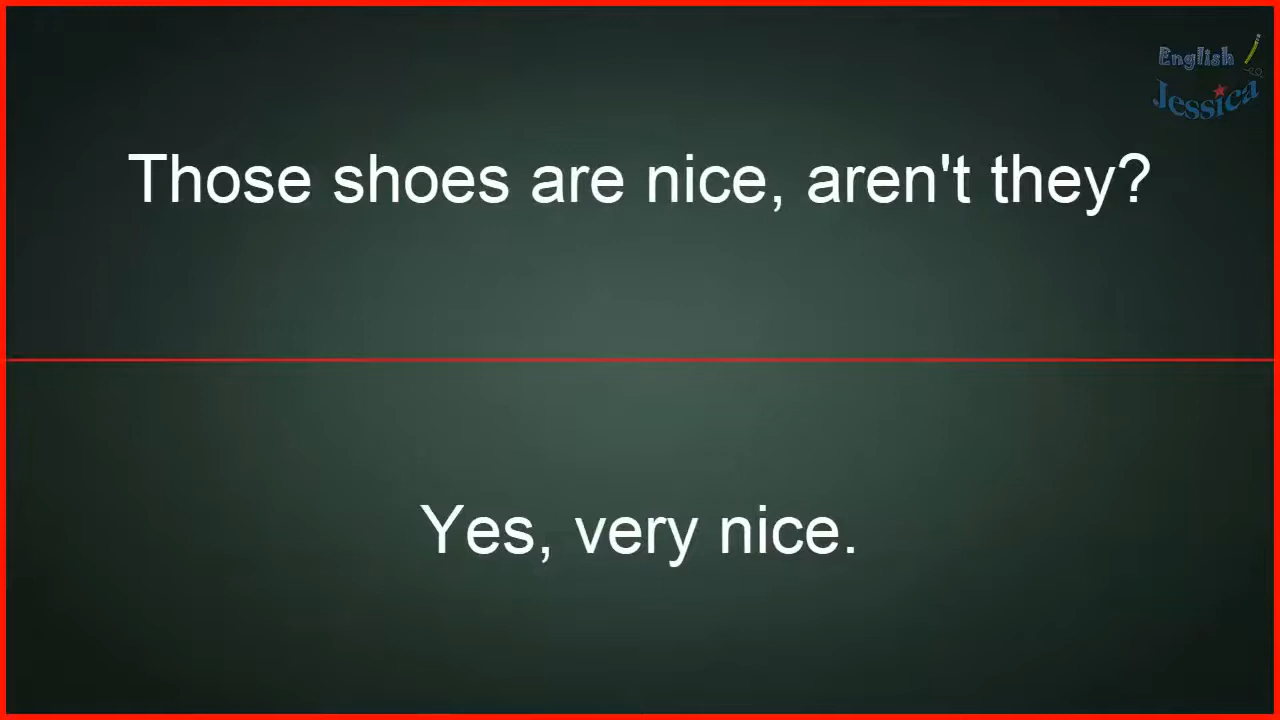 English
Jessica
Those shoes are nice, aren't they?
Yes, very nice.